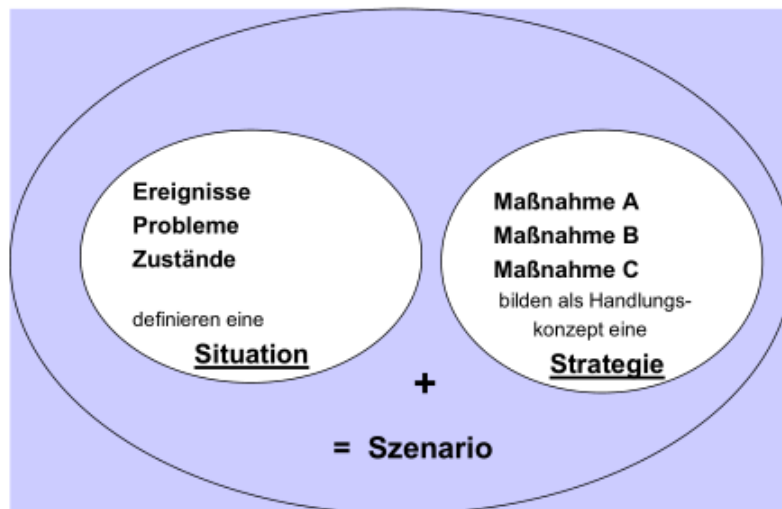 Ereignisse
Probleme
Zustände
definieren eine
Situation
Maßnahme A
Maßnahme B
Maßnahme C
bilden als Handlungs-
konzept eine
Strategie
+
= Szenario